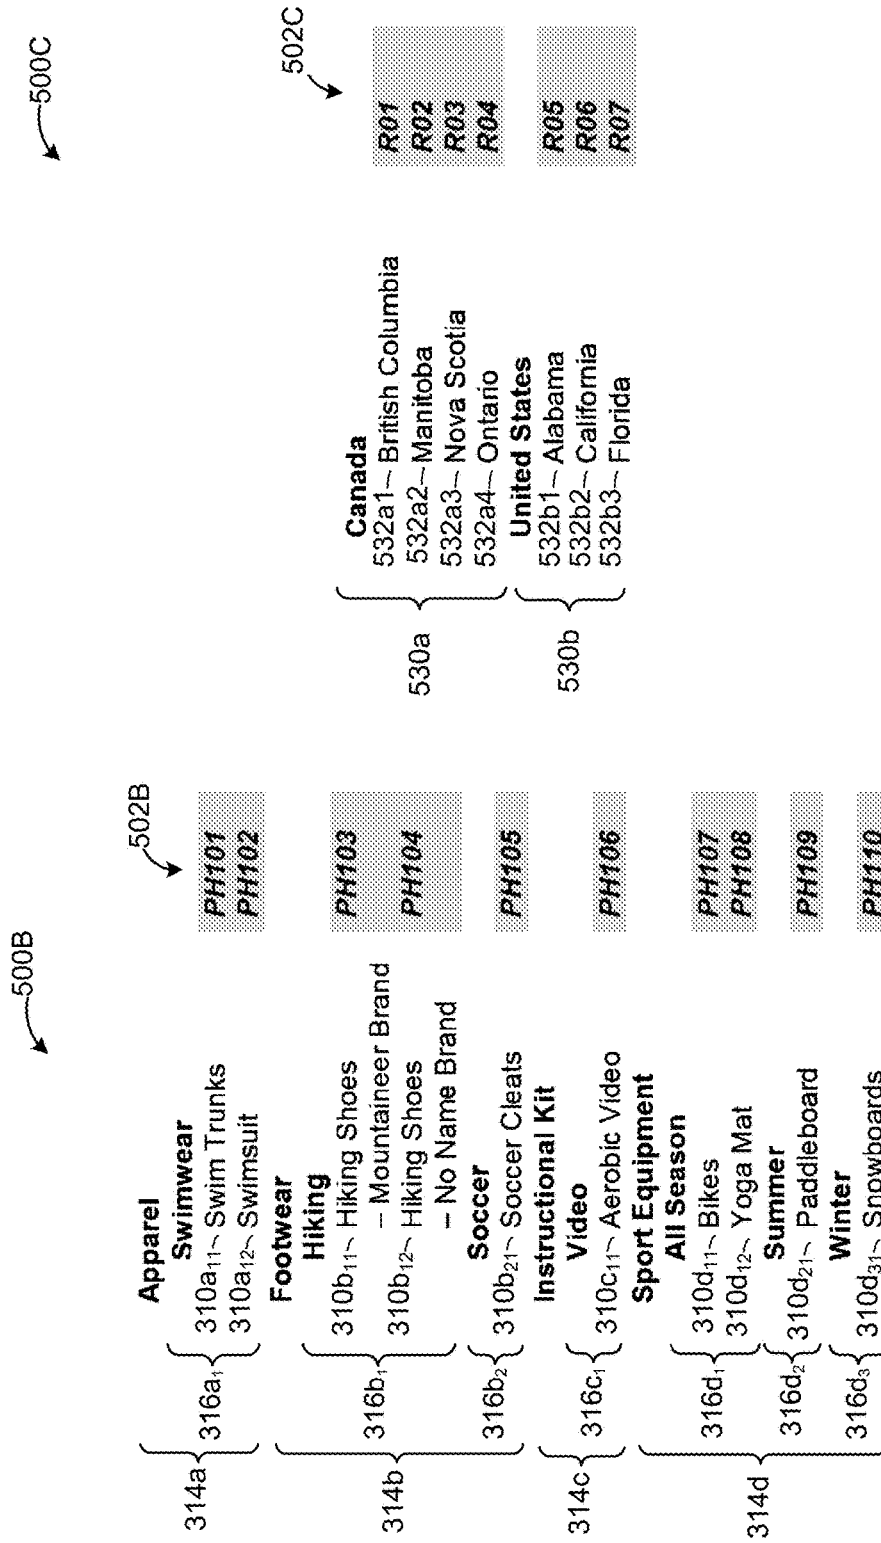 500B
502B
314a
Apparel
316a₁
Swimwear
310a₁₁ Swim Trunks PH101
310a₁₂ Swimsuit PH102
314b
Footwear
316b₁
Hiking
310b₁₁ Hiking Shoes PH103
– Mountaineer Brand
310b₁₂ Hiking Shoes PH104
– No Name Brand
316b₂
Soccer
310b₂₁ Soccer Cleats PH105
314c
Instructional Kit
316c₁
Video
310c₁₁ Aerobic Video PH106
314d
Sport Equipment
316d₁
All Season
310d₁₁ Bikes PH107
310d₁₂ Yoga Mat PH108
316d₂
Summer
310d₂₁ Paddleboard PH109
316d₃
Winter
310d₃₁ Snowboards PH110
500C
502C
530a
Canada
532a1 British Columbia R01
532a2 Manitoba R02
532a3 Nova Scotia R03
532a4 Ontario R04
530b
United States
532b1 Alabama R05
532b2 California R06
532b3 Florida R07